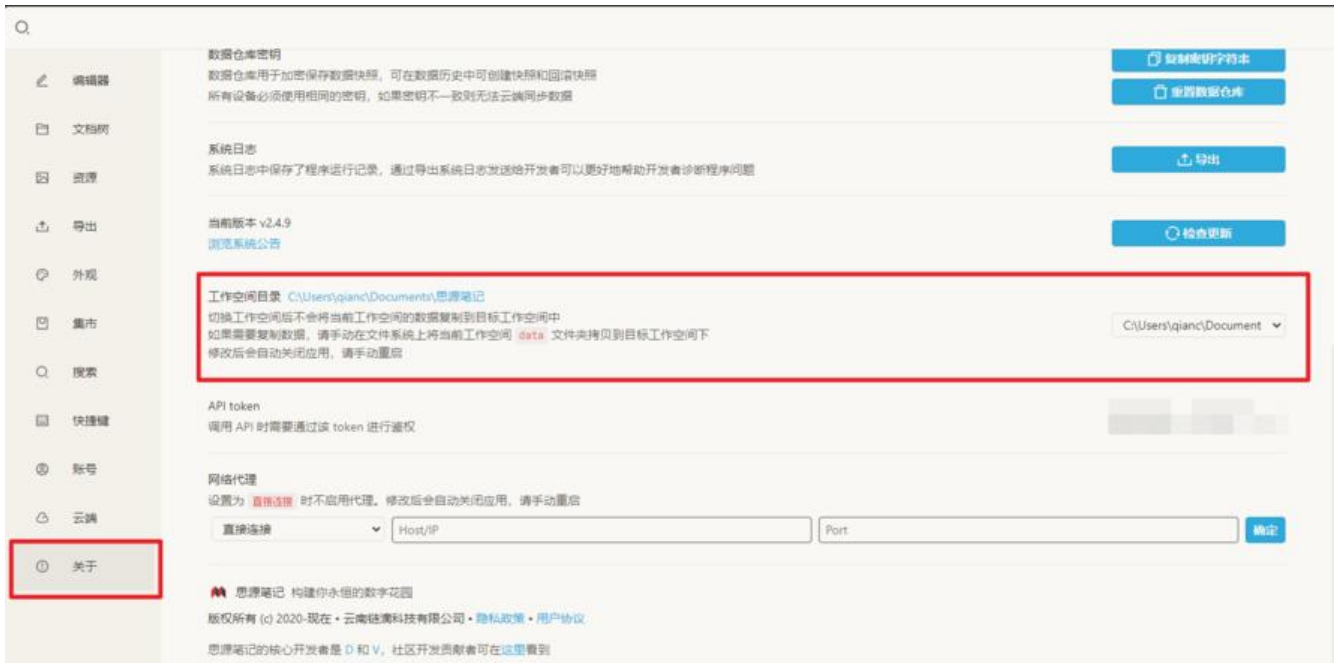 编辑器
文档树
资源
导出
外观
集市
搜索
快捷键
账号
云端
关于
数据仓库密钥
数据仓库用于加密保存数据快照，可在数据历史中可创建快照和回滚快照
所有设备必须使用相同的密钥，如果密钥不一致则无法云端同步数据
复制密钥字符串
重置数据仓库
系统日志
系统日志中保存了程序运行记录，通过导出系统日志发送给开发者可以更好地帮助开发者诊断程序问题
导出
当前版本 v2.4.9
浏览系统公告
检查更新
工作空间目录 C:\Users\qianc\Documents\思源笔记
切换工作空间后不会将当前工作空间的数据复制到目标工作空间中
如果需要复制数据，请手动在文件系统上将当前工作空间 data 文件夹拷贝到目标工作空间下
修改后会自动关闭应用，请手动重启
C:\Users\qianc\Document
API token
调用 API 时需要通过该 token 进行鉴权
网络代理
设置为 直接连接 时不启用代理。修改后会自动关闭应用，请手动重启
直接连接 Host/IP Port 确定
思源笔记 构建你永恒的数字花园
版权所有 (c) 2020-现在 • 云南链滴科技有限公司 • 隐私政策 • 用户协议
思源笔记的核心开发者是 D 和 V，社区开发贡献者可在这里看到